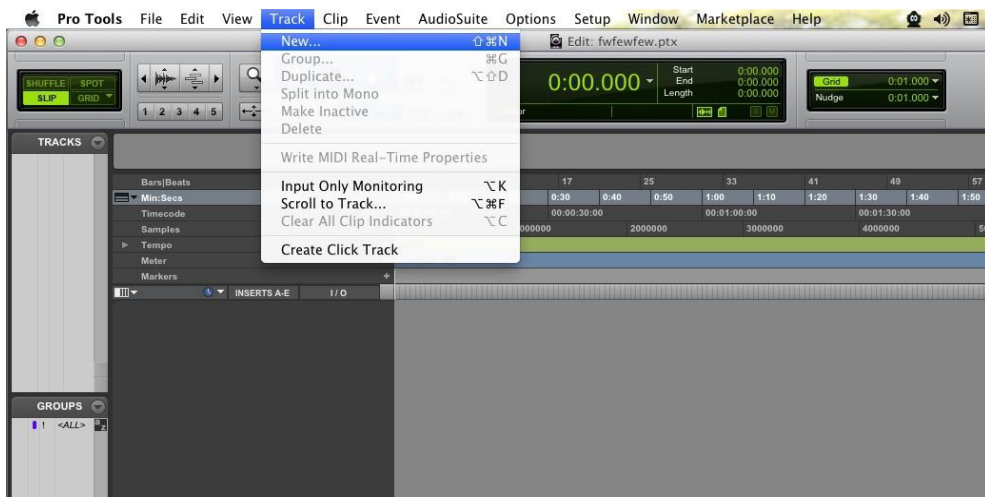 Pro Tools File Edit View Track Clip Event AudioSuite Options Setup Window Marketplace Help
Edit: fwfewfew.ptx
New... ⇧⌘N
Group... ⌘G
Duplicate... ⌥⇧D
Split into Mono
Make Inactive
Delete
Write MIDI Real-Time Properties
Input Only Monitoring ⌥K
Scroll to Track... ⌥⌘F
Clear All Clip Indicators ⌥C
Create Click Track
SHUFFLE SPOT
SLIP GRID
1 2 3 4 5
0:00.000
Start 0:00.000
End 0:00.000
Length 0:00.000
Grid 0:01.000
Nudge 0:01.000
TRACKS
Bars|Beats 17 25 33 41 49 57
Min:Secs 0:30 0:40 0:50 1:00 1:10 1:20 1:30 1:40 1:50
Timecode 00:00:30:00 00:01:00:00 00:01:30:00
Samples 000000 2000000 3000000 4000000 5
Tempo
Meter
Markers +
INSERTS A-E I / O
GROUPS
! <ALL> a z